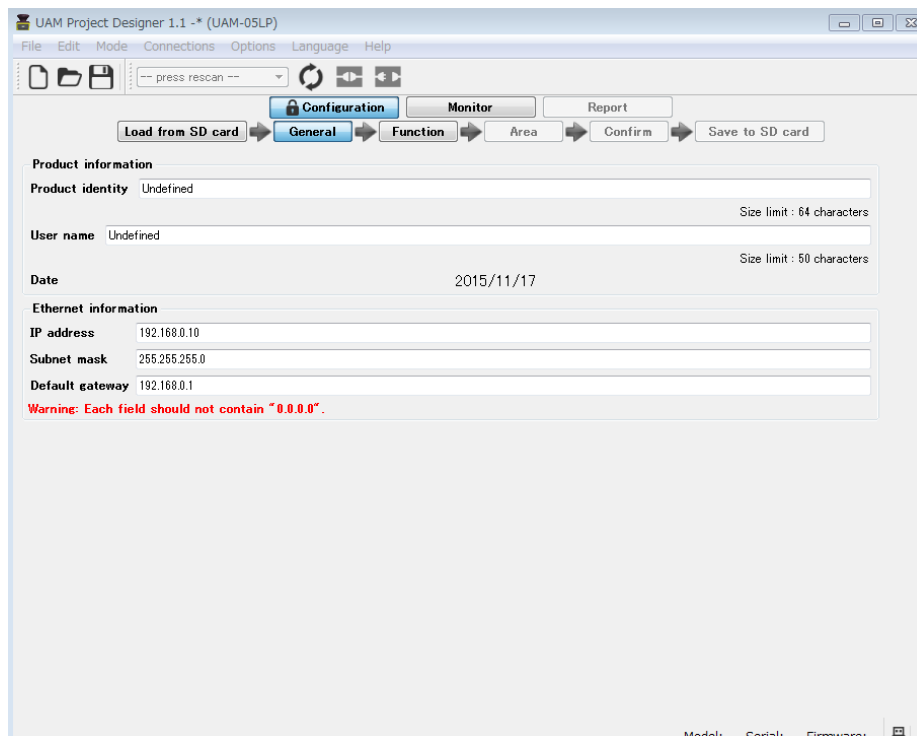 UAM Project Designer 1.1 -* (UAM-05LP)
File Edit Mode Connections Options Language Help
-- press rescan --
Configuration Monitor Report
Load from SD card General Function Area Confirm Save to SD card
Product information
Product identity Undefined
Size limit : 64 characters
User name Undefined
Size limit : 50 characters
Date 2015/11/17
Ethernet information
IP address 192.168.0.10
Subnet mask 255.255.255.0
Default gateway 192.168.0.1
Warning: Each field should not contain "0.0.0.0".
Model: Serial: Firmware: